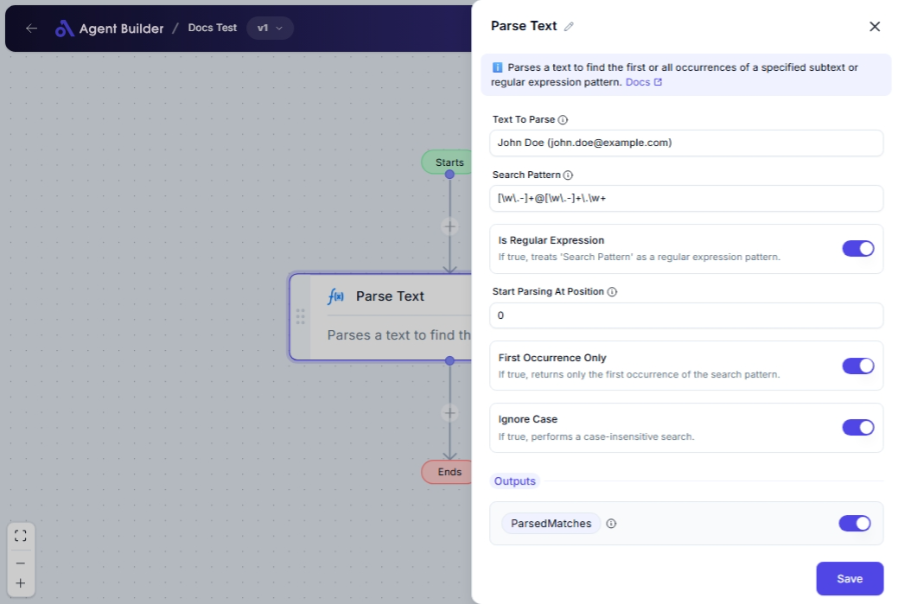 Agent Builder / Docs Test v1
Starts
Parse Text
Parses a text to find th
Ends
Parse Text
Parses a text to find the first or all occurrences of a specified subtext or
regular expression pattern. Docs
Text To Parse
John Doe (john.doe@example.com)
Search Pattern
[\w\.-]+@[\w\.-]+\.\w+
Is Regular Expression
If true, treats 'Search Pattern' as a regular expression pattern.
Start Parsing At Position
0
First Occurrence Only
If true, returns only the first occurrence of the search pattern.
Ignore Case
If true, performs a case-insensitive search.
Outputs
ParsedMatches
Save